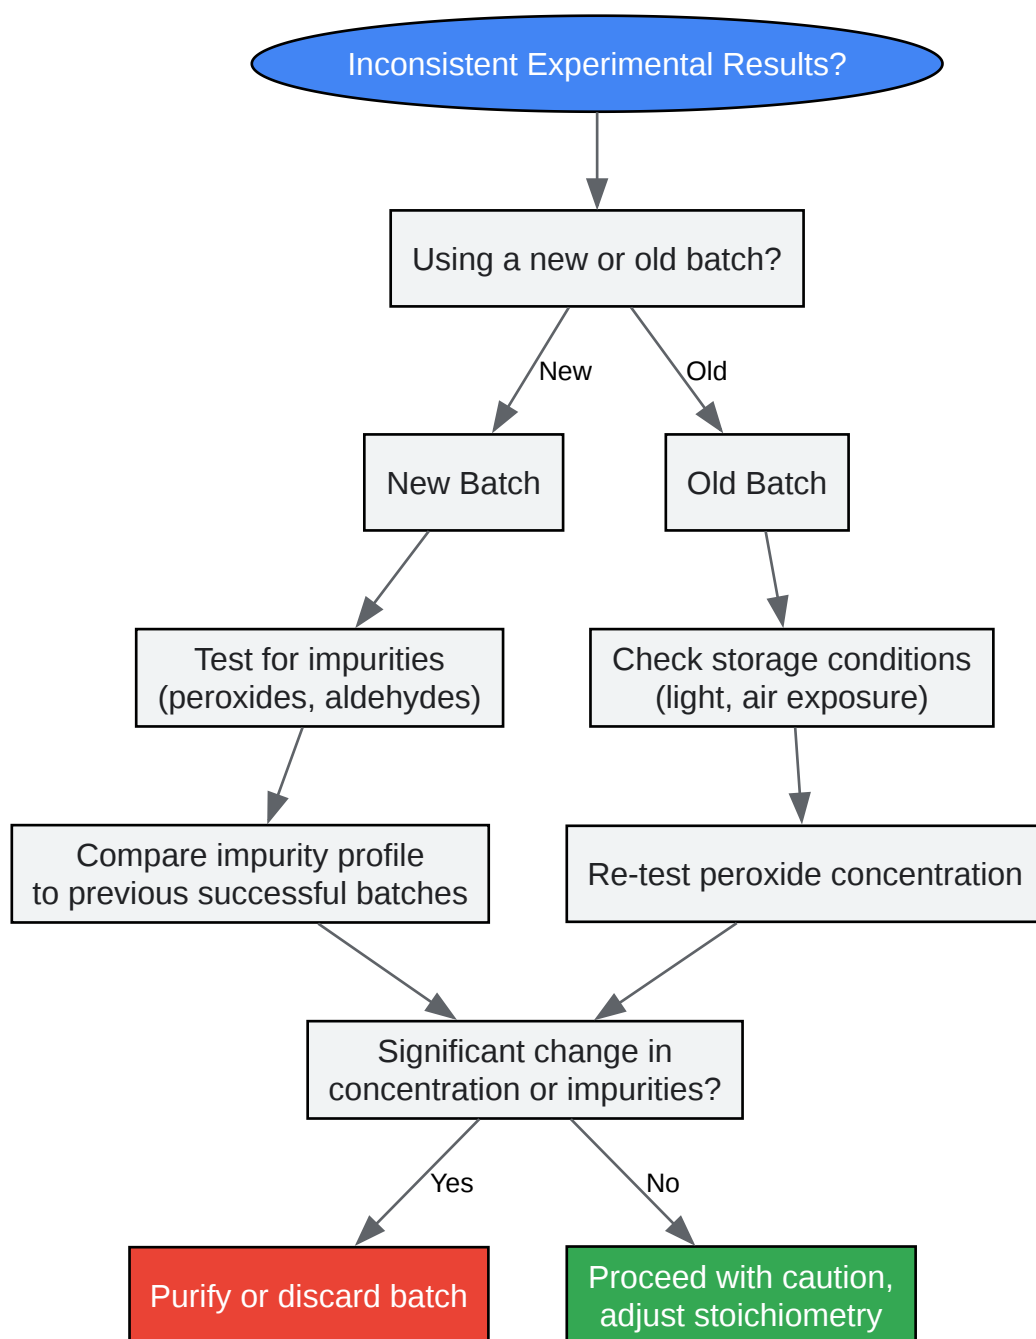 Inconsistent Experimental Results?
Using a new or old batch?
New
Old
New Batch
Old Batch
Test for impurities
(peroxides, aldehydes)
Check storage conditions
(light, air exposure)
Compare impurity profile
to previous successful batches
Re-test peroxide concentration
Significant change in
concentration or impurities?
Yes
No
Purify or discard batch
Proceed with caution,
adjust stoichiometry